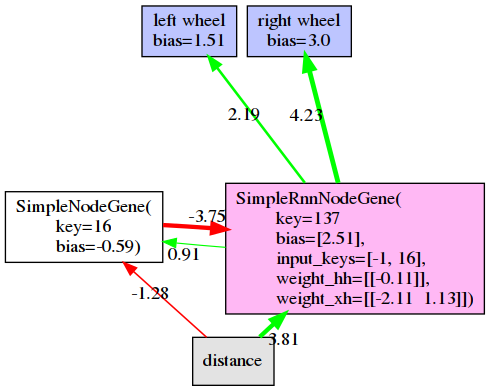 left wheel
bias=1.51
right wheel
bias=3.0
2.19
4.23
SimpleNodeGene(
key=16
bias=-0.59)
-3.75
0.91
SimpleRnnNodeGene(
key=137
bias=[2.51],
input_keys=[-1, 16],
weight_hh=[[-0.11]],
weight_xh=[[-2.11 1.13]])
-1.28
3.81
distance